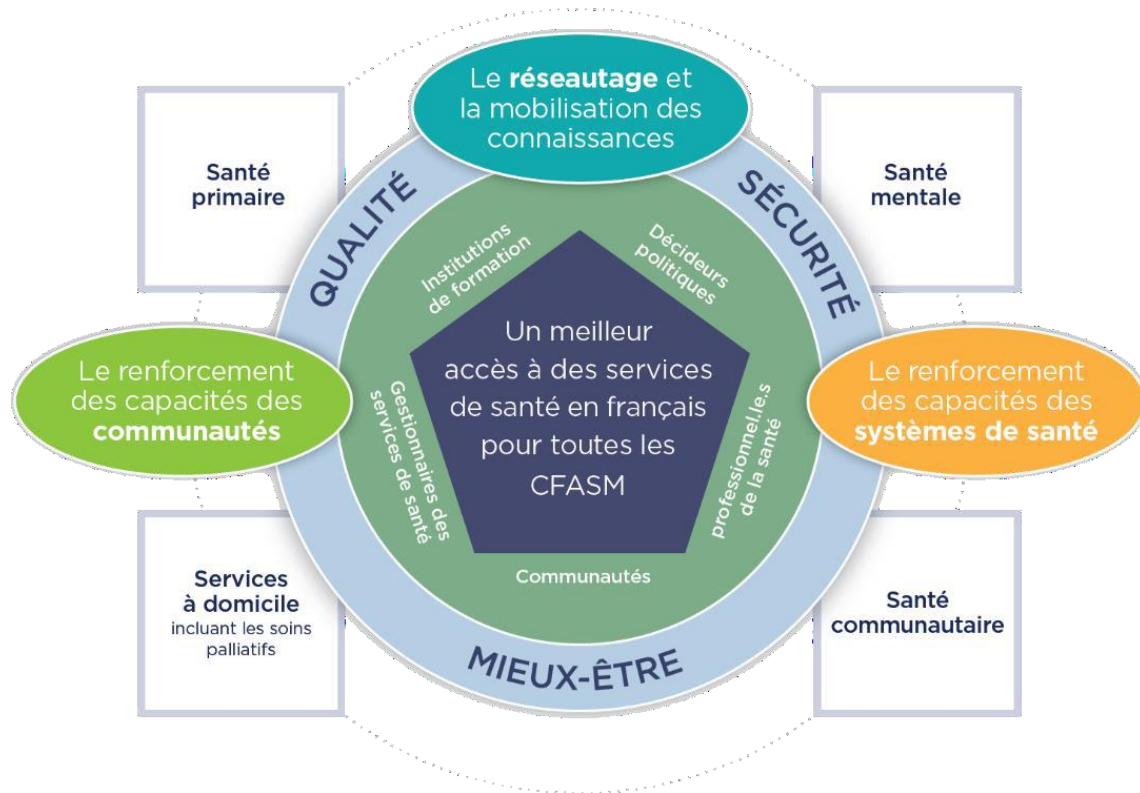 Le réseautage et
la mobilisation des
connaissances
Santé
primaire
Santé
mentale
QUALITÉ
SÉCURITÉ
Institutions
de formation
Décideurs
politiques
Un meilleur
accès à des services
de santé en français
pour toutes les
CFASM
Le renforcement
des capacités des
communautés
Le renforcement
des capacités des
systèmes de santé
Gestionnaires des
services de santé
professionnel.le.s
de la santé
Communautés
Services
à domicile
incluant les soins
palliatifs
Santé
communautaire
MIEUX-ÊTRE